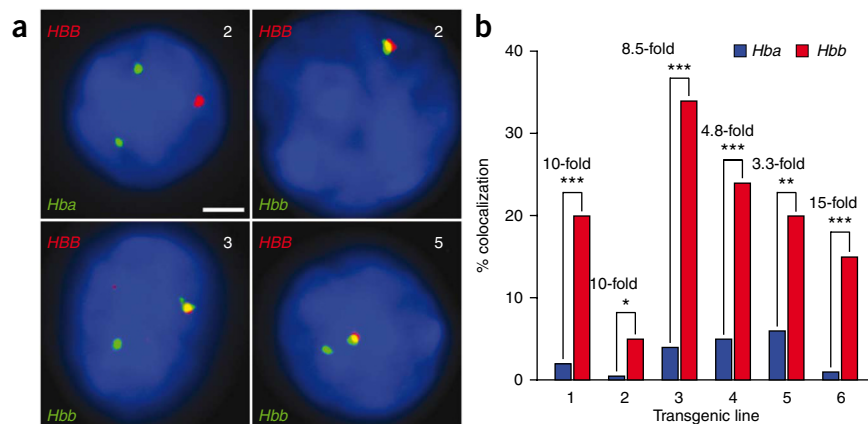 a
HBB 2
Hba
HBB 2
Hbb
HBB 3
Hbb
HBB 5
Hbb
b
Hba Hbb
% colocalization
40
30
20
10
0
10-fold
***
10-fold
*
8.5-fold
***
4.8-fold
***
3.3-fold
**
15-fold
***
1 2 3 4 5 6
Transgenic line